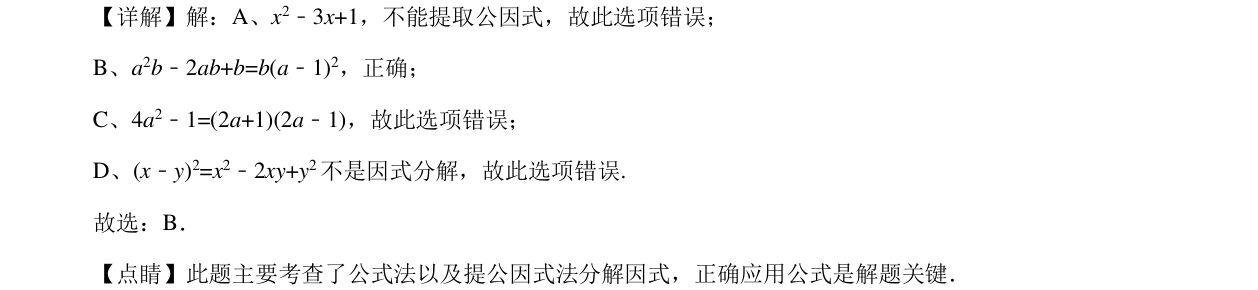 【详解】解：A、x²﹣3x+1，不能提取公因式，故此选项错误；
B、a²b﹣2ab+b=b(a﹣1)²，正确；
C、4a²﹣1=(2a+1)(2a﹣1)，故此选项错误；
D、(x﹣y)²=x²﹣2xy+y² 不是因式分解，故此选项错误.
故选：B．
【点睛】此题主要考查了公式法以及提公因式法分解因式，正确应用公式是解题关键．